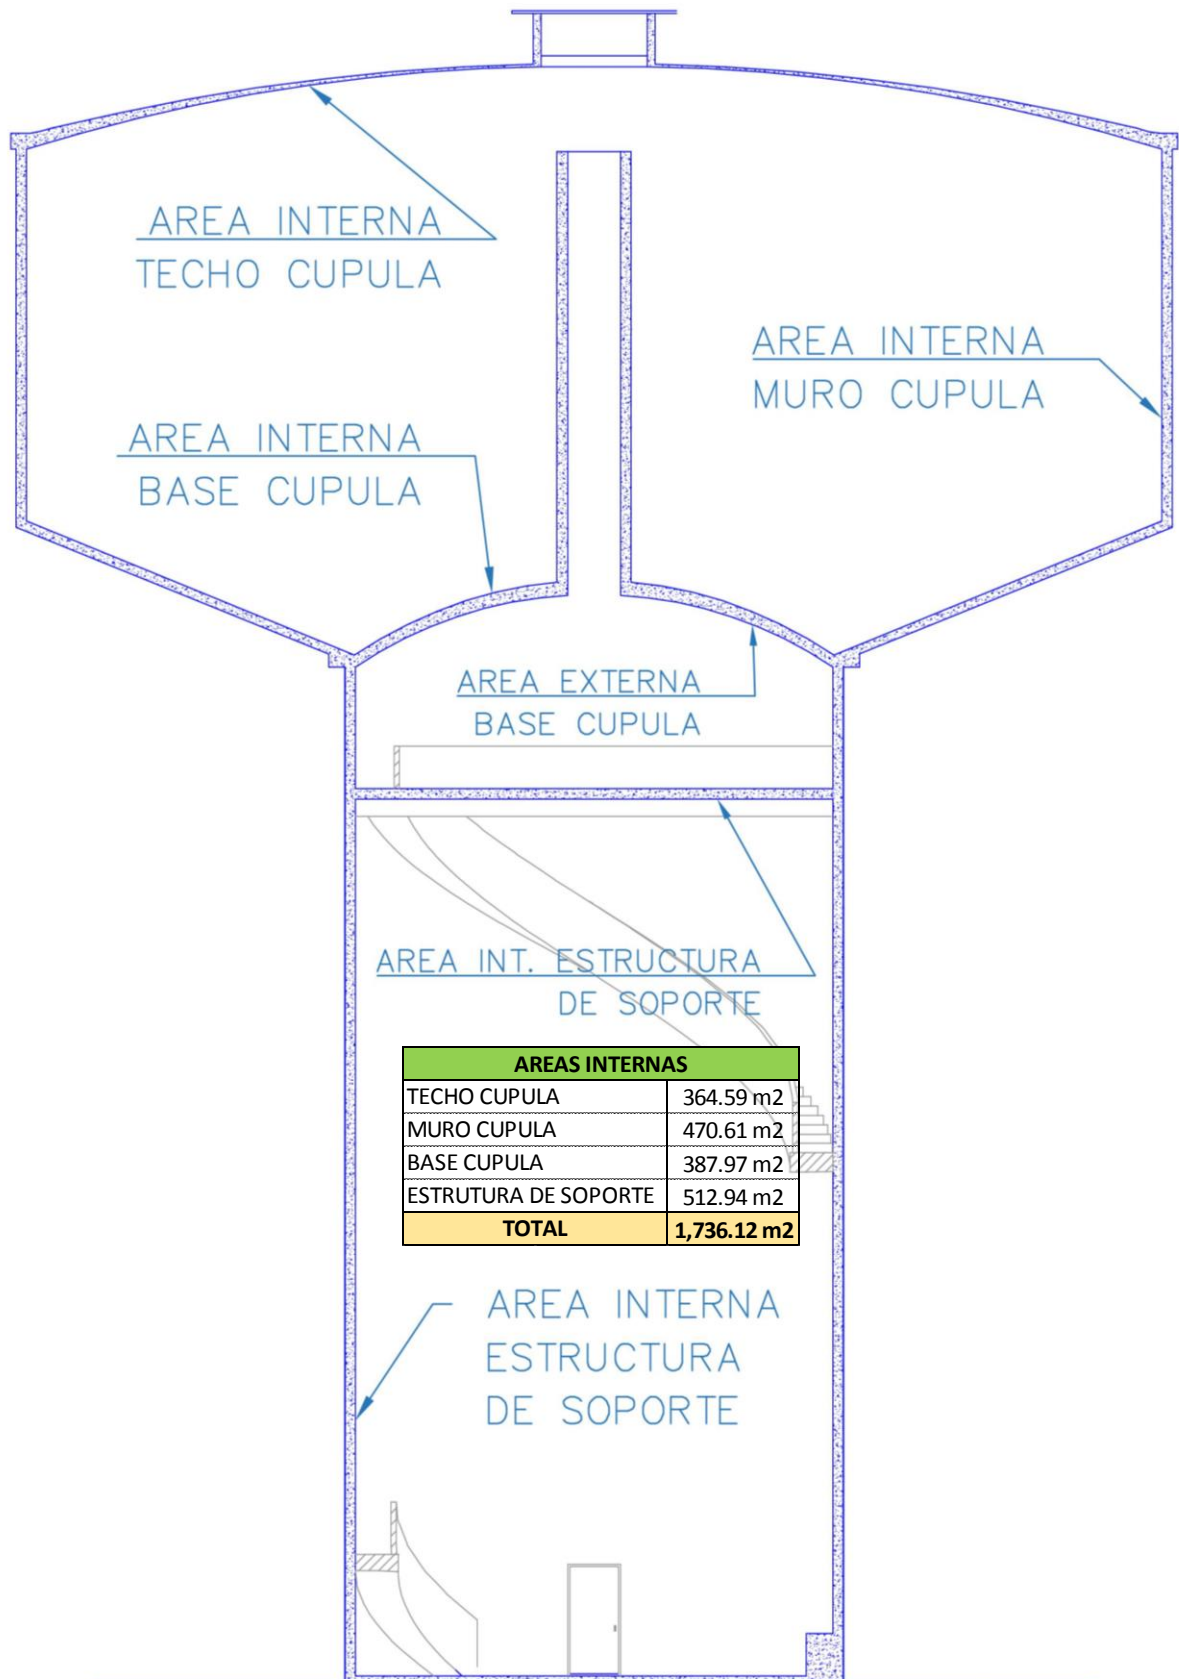 AREA INTERNA
TECHO CUPULA
AREA INTERNA
MURO CUPULA
AREA INTERNA
BASE CUPULA
AREA EXTERNA
BASE CUPULA
AREA INT. ESTRUCTURA
DE SOPORTE
AREAS INTERNAS
TECHO CUPULA 364.59 m2
MURO CUPULA 470.61 m2
BASE CUPULA 387.97 m2
ESTRUTURA DE SOPORTE 512.94 m2
TOTAL 1,736.12 m2
AREA INTERNA
ESTRUCTURA
DE SOPORTE